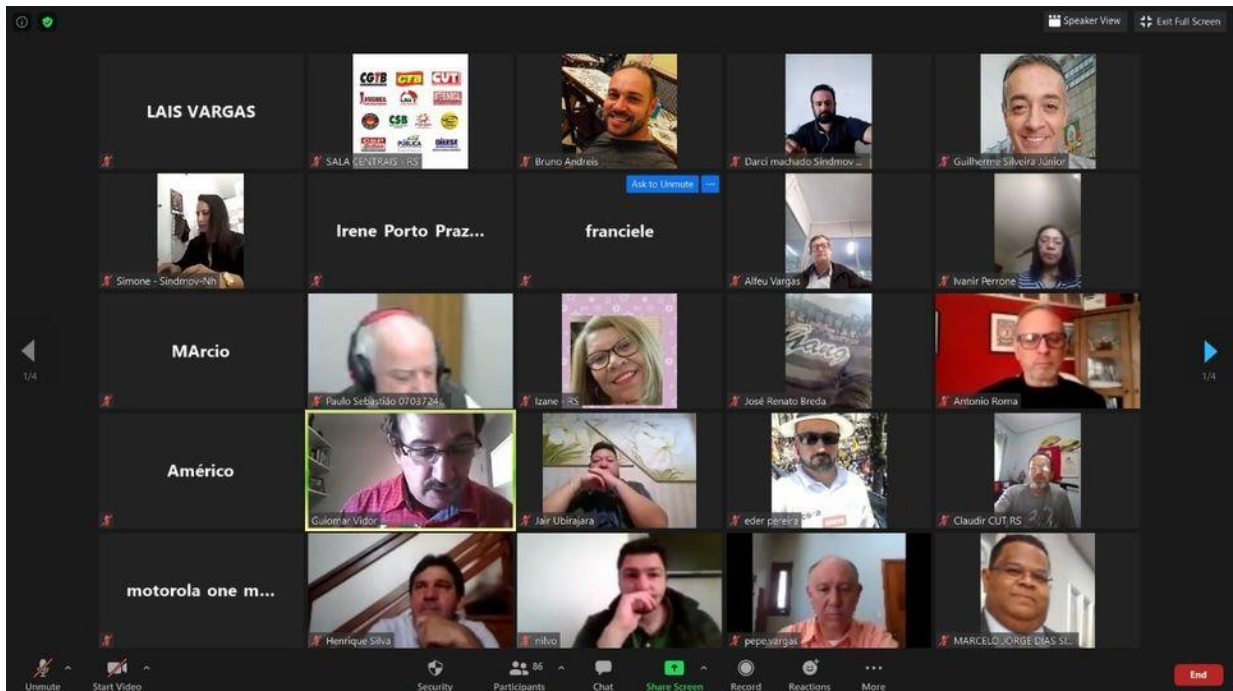 Speaker View
Exit Full Screen
LAIS VARGAS
CGTB
CTB
CUT
CSB
PÚBLICA
DIEESE
SALA CENTRAIS - RS
Bruno Andreis
Darci machado Sindmov ...
Guilherme Silveira Júnior
Simone - Sindmov-Nh
Irene Porto Praz...
Ask to Unmute
...
franciele
Alfeu Vargas
Ivanir Perrone
MArcio
Paulo Sebastião 0703724...
Izane - RS
Gang
José Renato Breda
Antonio Roma
1/4
1/4
Américo
Guiomar Vidor
Jair Ubirajara
eder pereira
Claudir CUT RS
motorola one m...
Henrique Silva
nilvo
pepe.vargas
MARCELO JORGE DIAS SI...
Unmute
Start Video
Security
86
Participants
Chat
Share Screen
Record
Reactions
More
End